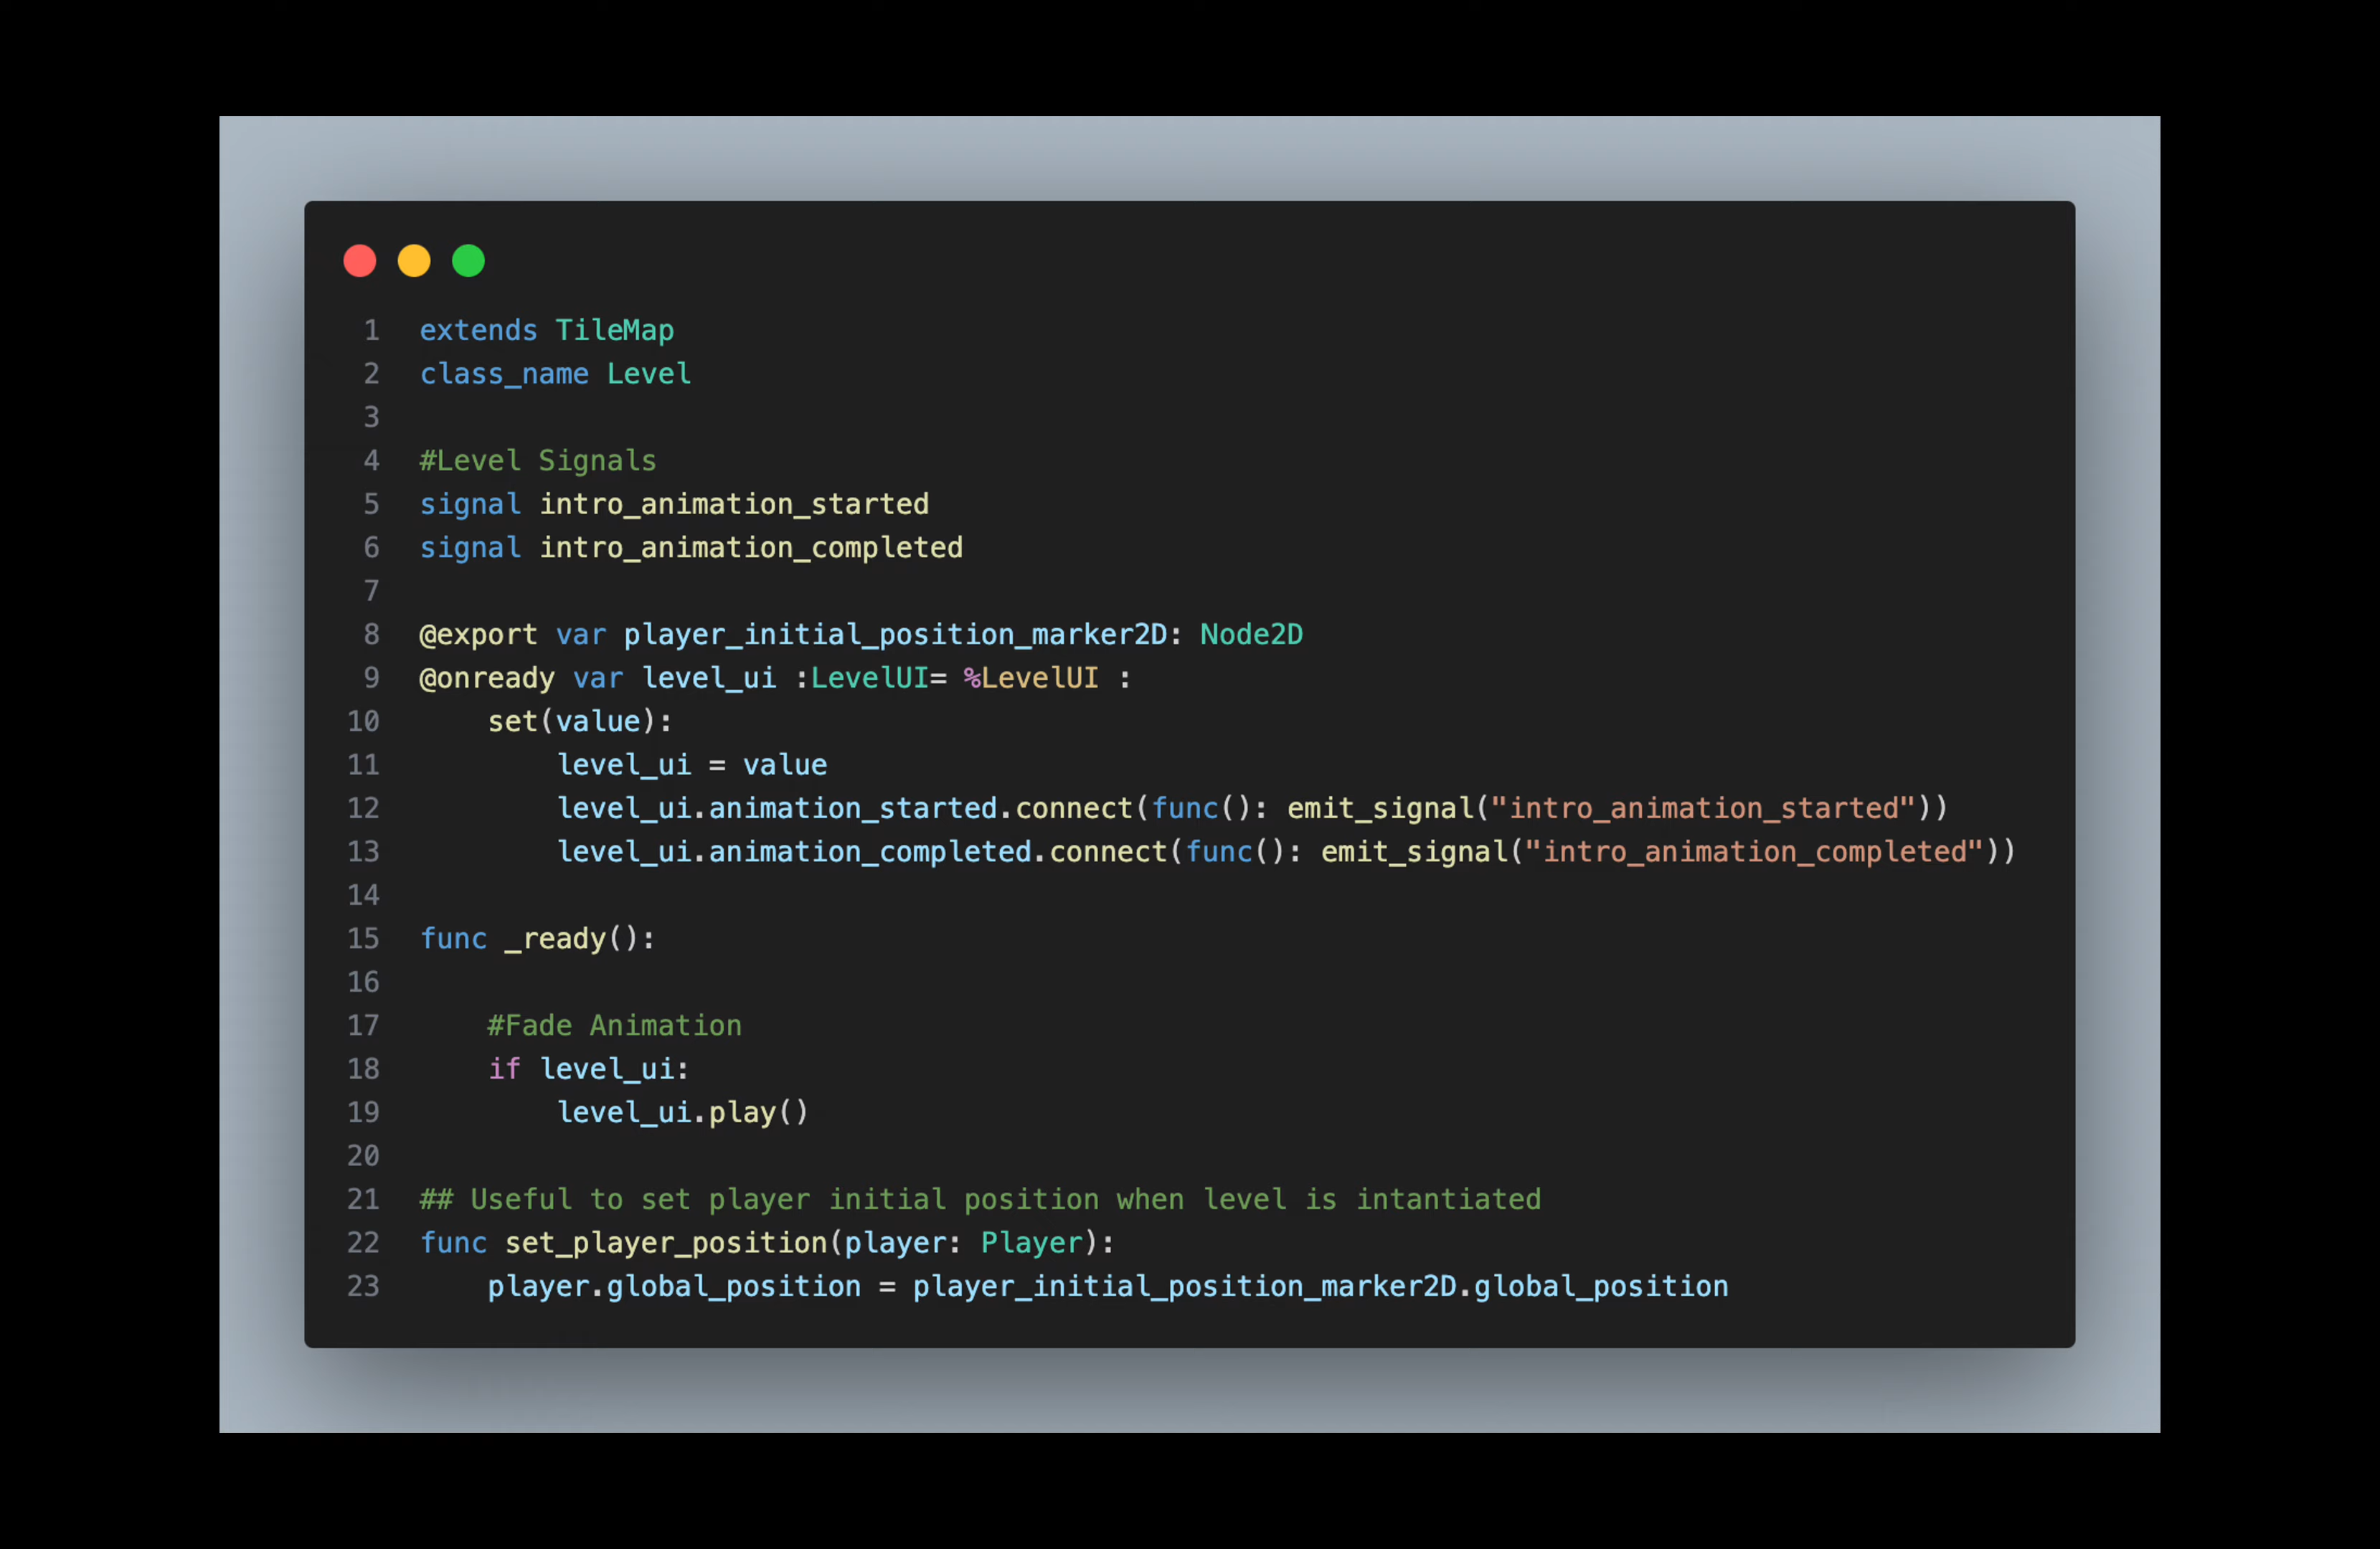 1 extends TileMap
2 class_name Level
3
4 #Level Signals
5 signal intro_animation_started
6 signal intro_animation_completed
7
8 @export var player_initial_position_marker2D: Node2D
9 @onready var level_ui :LevelUI= %LevelUI :
10     set(value):
11         level_ui = value
12         level_ui.animation_started.connect(func(): emit_signal("intro_animation_started"))
13         level_ui.animation_completed.connect(func(): emit_signal("intro_animation_completed"))
14
15 func _ready():
16
17     #Fade Animation
18     if level_ui:
19         level_ui.play()
20
21 ## Useful to set player initial position when level is intantiated
22 func set_player_position(player: Player):
23     player.global_position = player_initial_position_marker2D.global_position